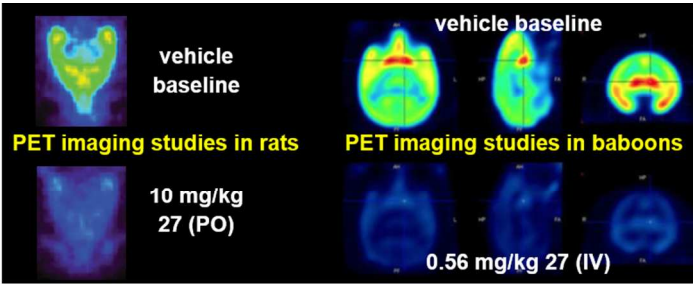 vehicle
baseline
PET imaging studies in rats
10 mg/kg
27 (PO)
vehicle baseline
PET imaging studies in baboons
0.56 mg/kg 27 (IV)